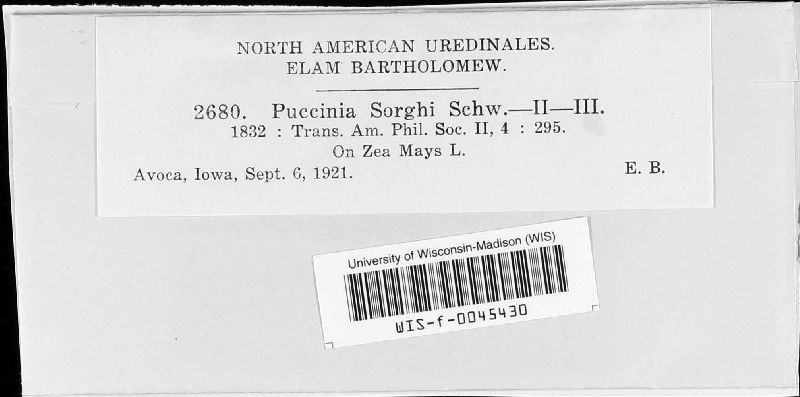 NORTH AMERICAN UREDINALES.
ELAM BARTHOLOMEW.
2680. Puccinia Sorghi Schw.—II—III.
1832 : Trans. Am. Phil. Soc. II, 4 : 295.
On Zea Mays L.
Avoca, Iowa, Sept. 6, 1921. E. B.
University of Wisconsin-Madison (WIS)
WIS-f-0045430